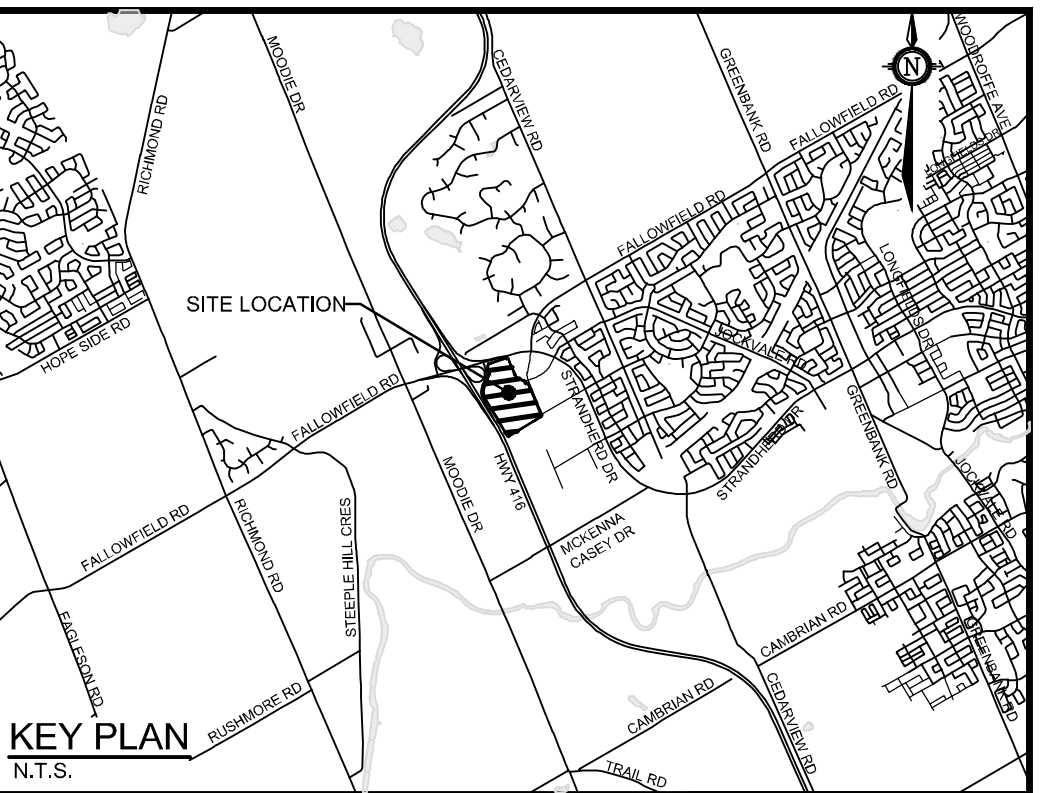 WOODROFFE AVE
MOODIE DR
CEDARVIEW RD
GREENBANK RD
N
RICHMOND RD
FALLOWFIELD RD
LONGFIELDS DR
FALLOWFIELD RD
LONGFIELDS DR
SITE LOCATION
HOPE SIDE RD
JOCKVALE RD
FALLOWFIELD RD
STRANDHERD DR
GREENBANK RD
STRANDHERD DR
MOODIE DR
HWY 416
JOCKVALE RD
FALLOWFIELD RD
RICHMOND RD
STEEPLE HILL CRES
MCKENNA
CASEY DR
EAGLESON RD
CAMBRIAN RD
GREENBANK RD
RUSHMORE RD
CAMBRIAN RD
CEDARVIEW RD
KEY PLAN
N.T.S.
TRAIL RD